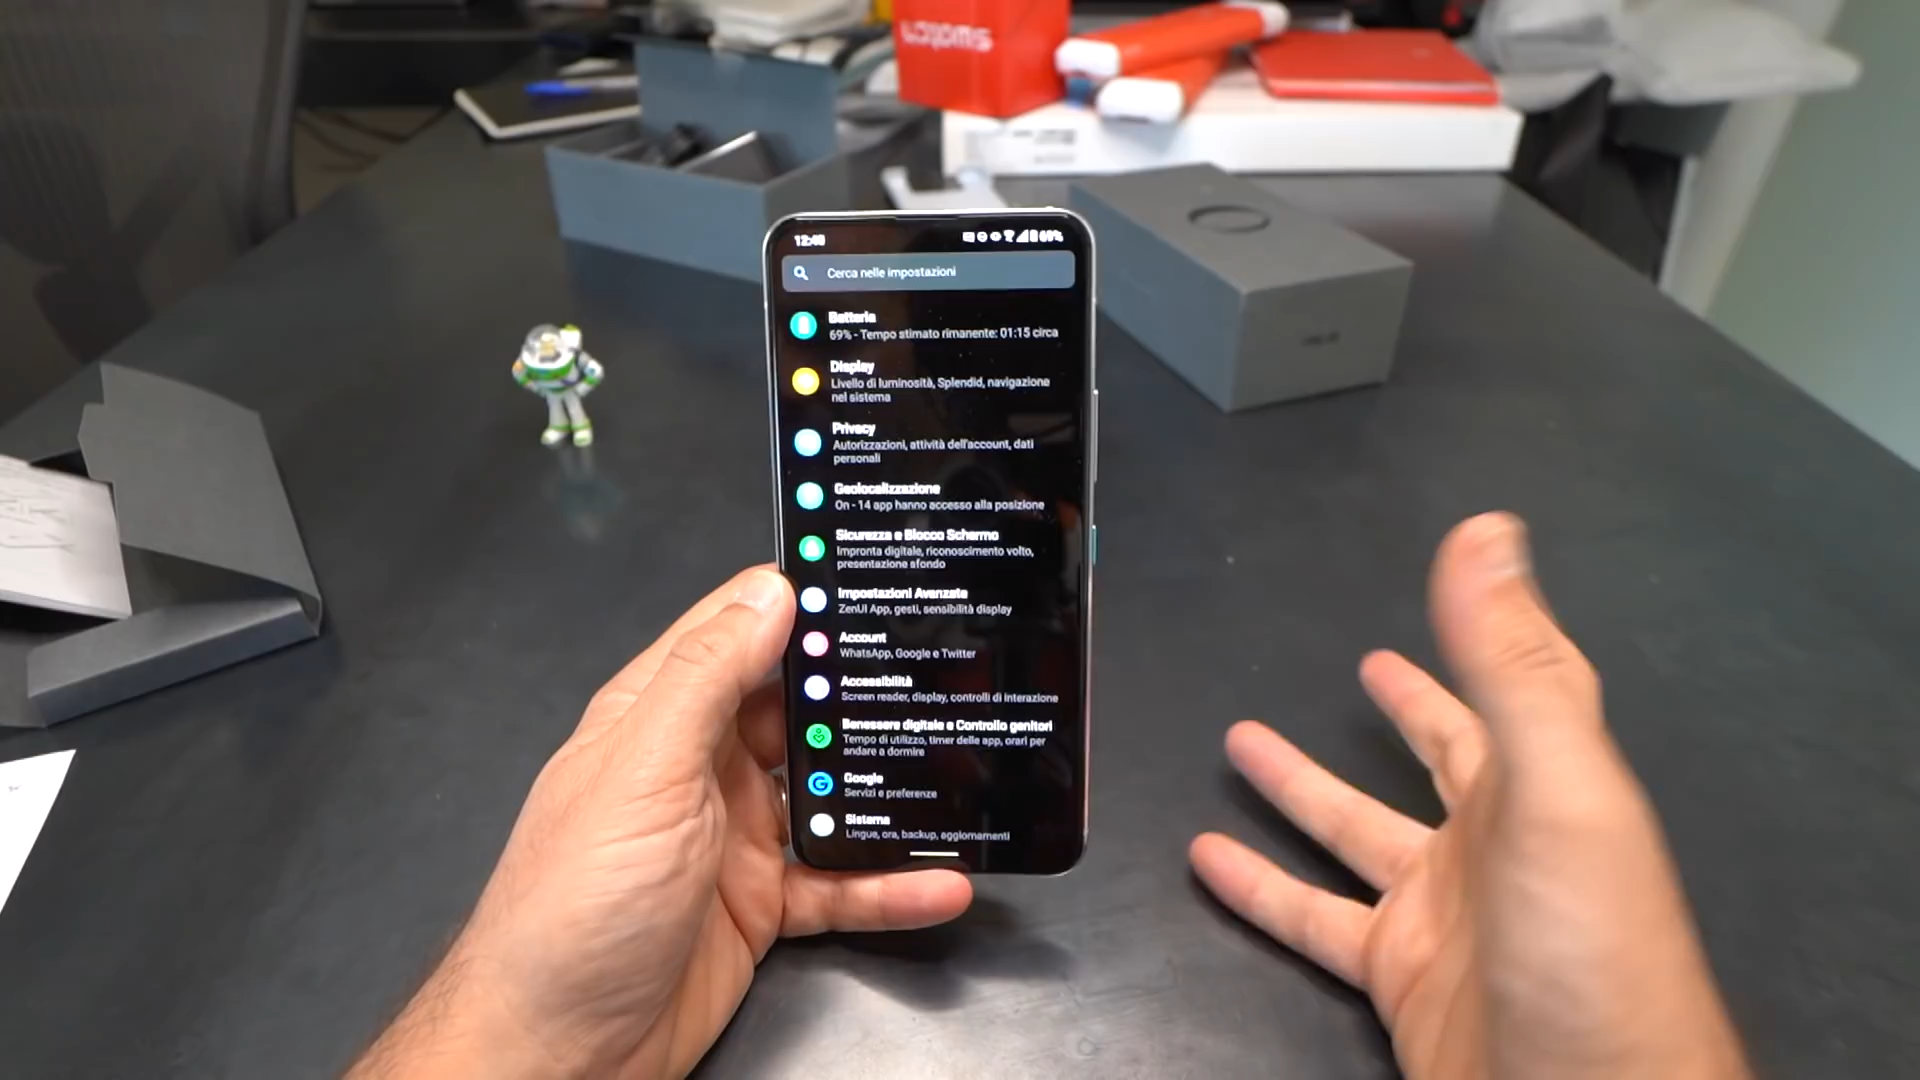 69%
Cerca nelle impostazioni
Batteria
69% - Tempo stimato rimanente: 01:15 circa
Display
Livello di luminosità, Splendid, navigazione
nel sistema
Privacy
Autorizzazioni, attività dell'account, dati
personali
Geolocalizzazione
On - 14 app hanno accesso alla posizione
Sicurezza e Blocco Schermo
Impronta digitale, riconoscimento volto,
presentazione sfondo
Impostazioni Avanzate
ZenUI App, gesti, sensibilità display
Account
WhatsApp, Google e Twitter
Accessibilità
Screen reader, display, controlli di interazione
Benessere digitale e Controllo genitori
Tempo di utilizzo, timer delle app, orari per
andare a dormire
Google
Servizi e preferenze
Sistema
Lingue, ora, backup, aggiornamenti